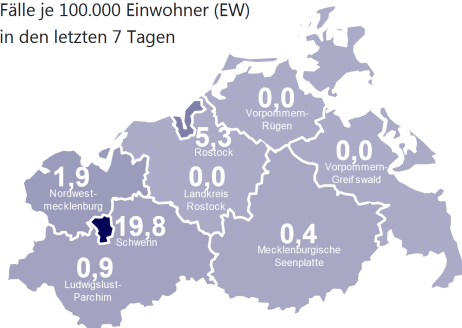 Fälle je 100.000 Einwohner (EW)
in den letzten 7 Tagen
0,0
Vorpommern-
Rügen
5,3
Rostock
0,0
Vorpommern-
Greifswald
1,9
Nordwest-
mecklenburg
0,0
Landkreis
Rostock
19,8
Schwerin
0,4
Mecklenburgische
Seenplatte
0,9
Ludwigslust-
Parchim